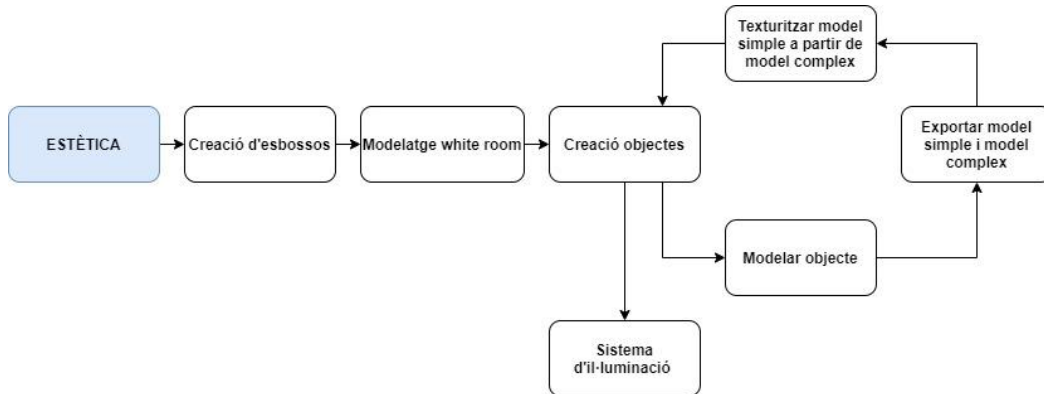 Texturitzar model
simple a partir de
model complex
ESTÈTICA
Creació d'esbossos
Modelatge white room
Creació objectes
Exportar model
simple i model
complex
Modelar objecte
Sistema
d'il·luminació